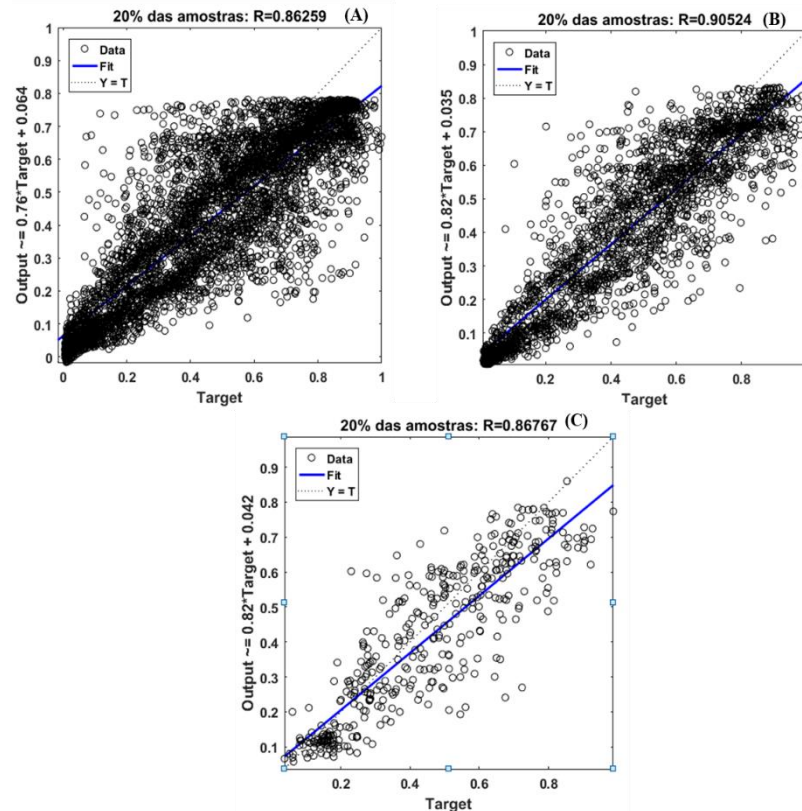 20% das amostras: R=0.86259 (A)
Data
Fit
Y = T
Output ~= 0.76*Target + 0.064
1
0.9
0.8
0.7
0.6
0.5
0.4
0.3
0.2
0.1
0
0 0.2 0.4 0.6 0.8 1
Target
20% das amostras: R=0.90524 (B)
Data
Fit
Y = T
Output ~= 0.82*Target + 0.035
0.9
0.8
0.7
0.6
0.5
0.4
0.3
0.2
0.1
0.2 0.4 0.6 0.8
Target
20% das amostras: R=0.86767 (C)
Data
Fit
Y = T
Output ~= 0.82*Target + 0.042
0.9
0.8
0.7
0.6
0.5
0.4
0.3
0.2
0.1
0.2 0.4 0.6 0.8
Target